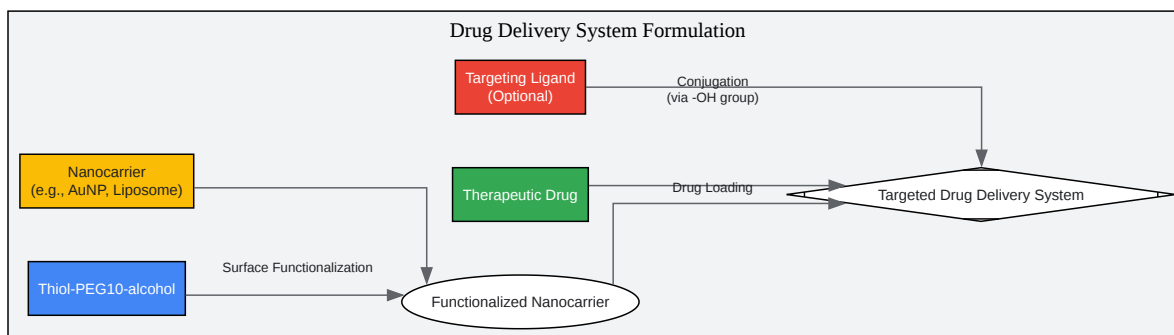 Drug Delivery System Formulation
Targeting Ligand
(Optional)
Conjugation
(via -OH group)
Nanocarrier
(e.g., AuNP, Liposome)
Therapeutic Drug
Drug Loading
Targeted Drug Delivery System
Thiol-PEG10-alcohol
Surface Functionalization
Functionalized Nanocarrier